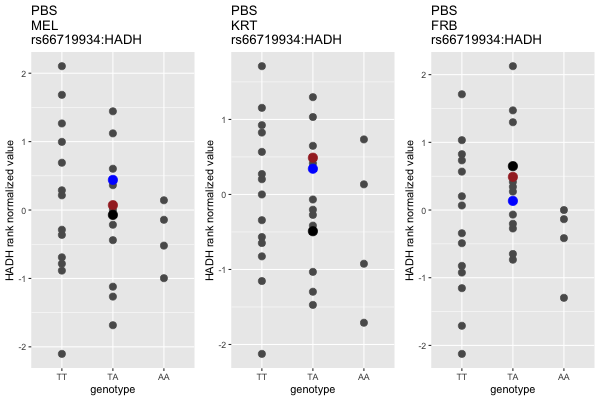 PBS
MEL
rs66719934:HADH
HADH rank normalized value
2
1
0
-1
-2
TT TA AA
genotype
PBS
KRT
rs66719934:HADH
HADH rank normalized value
1
0
-1
-2
TT TA AA
genotype
PBS
FRB
rs66719934:HADH
HADH rank normalized value
2
1
0
-1
-2
TT TA AA
genotype